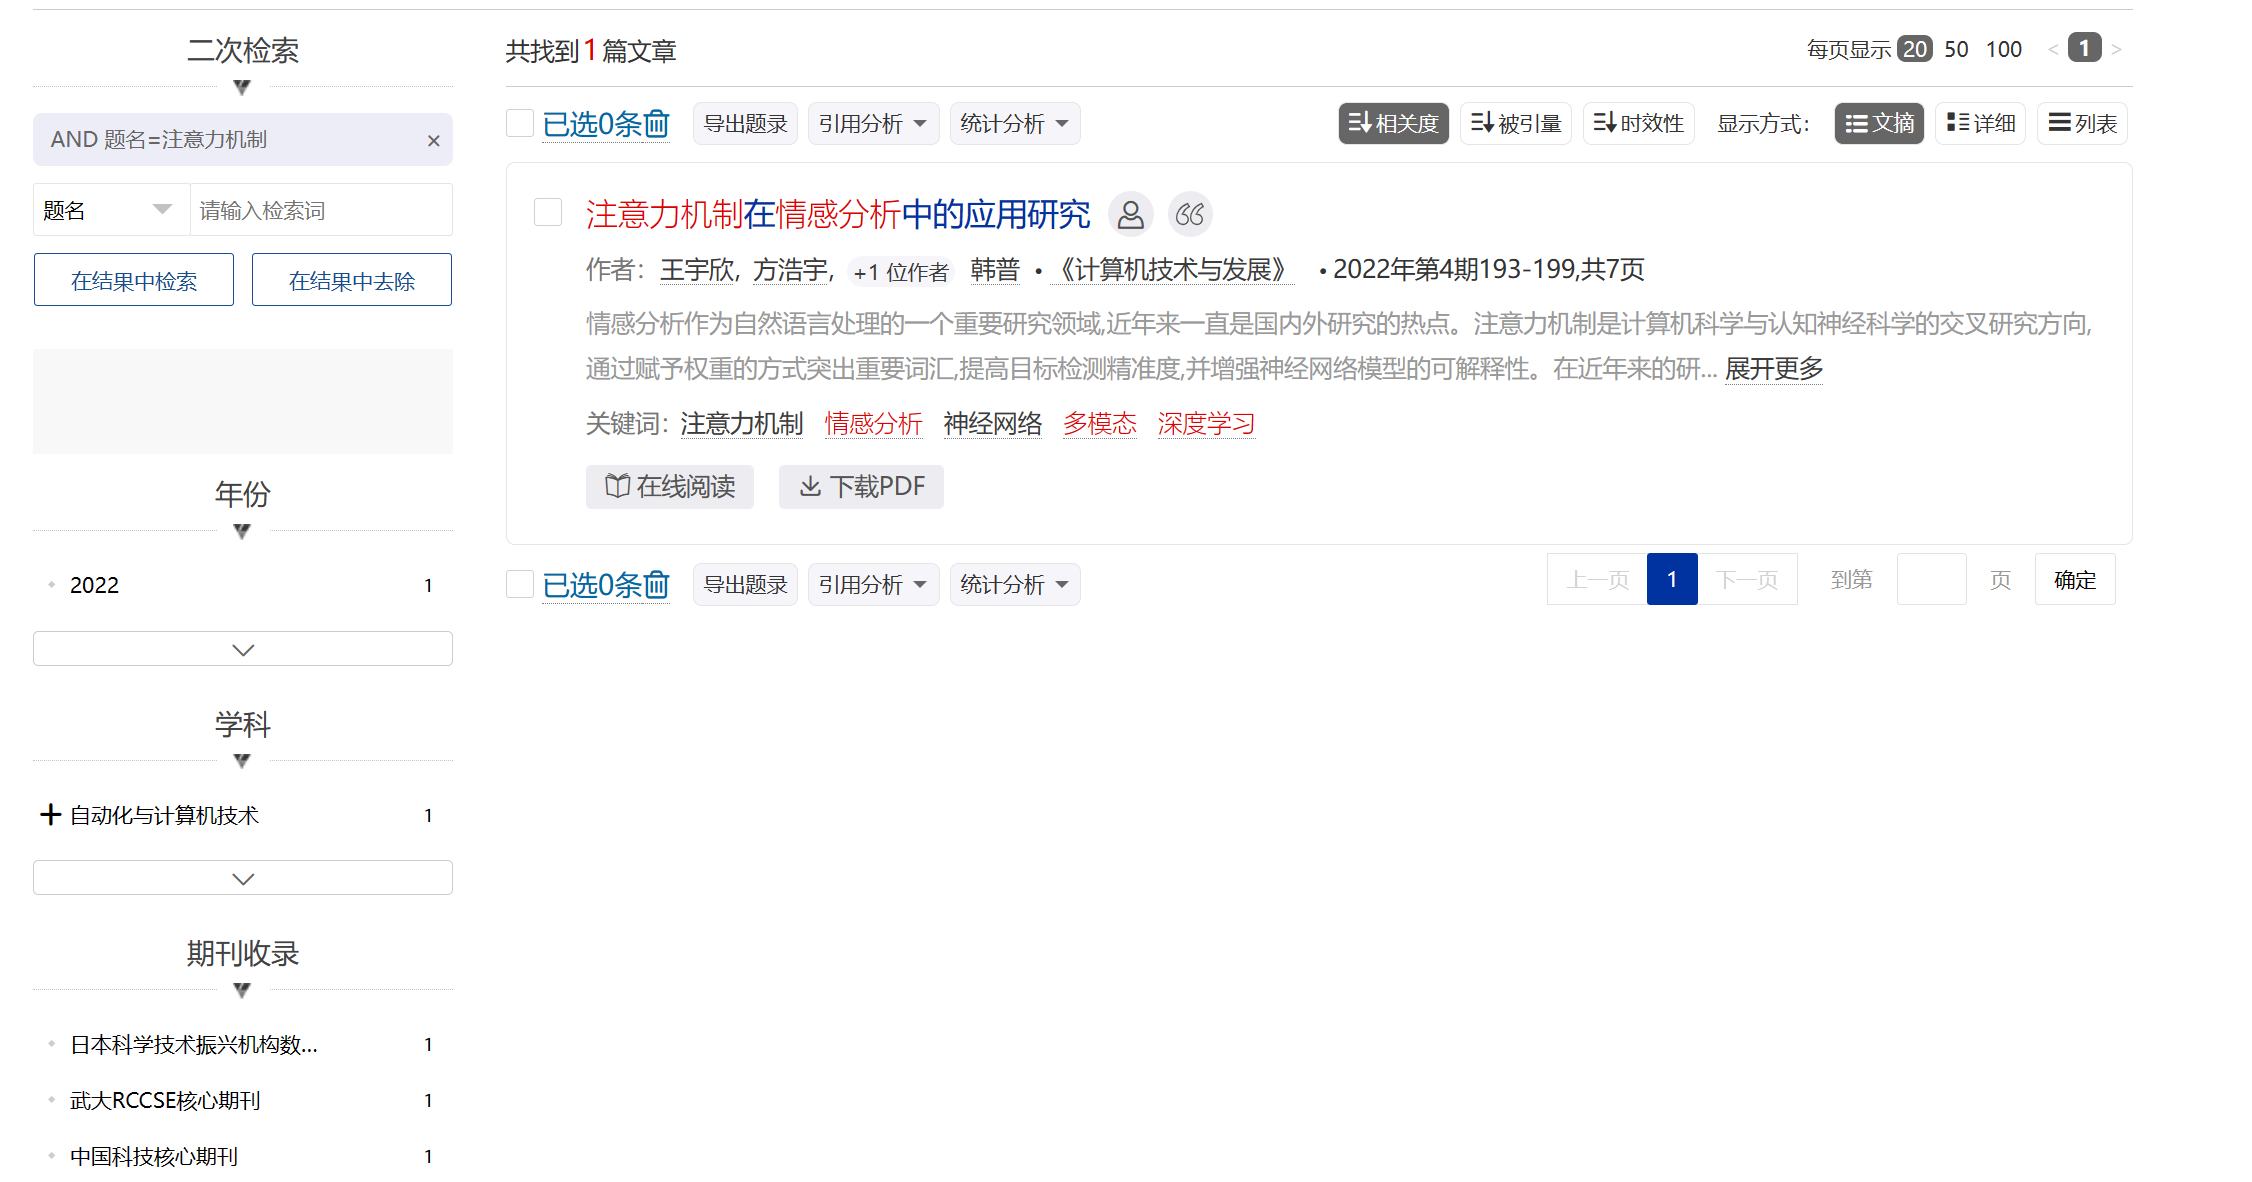 二次检索
AND 题名=注意力机制 ×
题名 请输入检索词
在结果中检索 在结果中去除
年份
2022 1
学科
自动化与计算机技术 1
期刊收录
日本科学技术振兴机构数... 1
武大RCCSE核心期刊 1
中国科技核心期刊 1
共找到1篇文章 每页显示 20 50 100 < 1 >
已选0条 导出题录 引用分析 统计分析 相关度 被引量 时效性 显示方式： 文摘 详细 列表
注意力机制在情感分析中的应用研究
作者：王宇欣，方浩宇，+1 位作者 韩普 •《计算机技术与发展》 •2022年第4期193-199,共7页
情感分析作为自然语言处理的一个重要研究领域,近年来一直是国内外研究的热点。注意力机制是计算机科学与认知神经科学的交叉研究方向,
通过赋予权重的方式突出重要词汇,提高目标检测精准度,并增强神经网络模型的可解释性。在近年来的研... 展开更多
关键词：注意力机制 情感分析 神经网络 多模态 深度学习
在线阅读 下载PDF
已选0条 导出题录 引用分析 统计分析 上一页 1 下一页 到第 页 确定